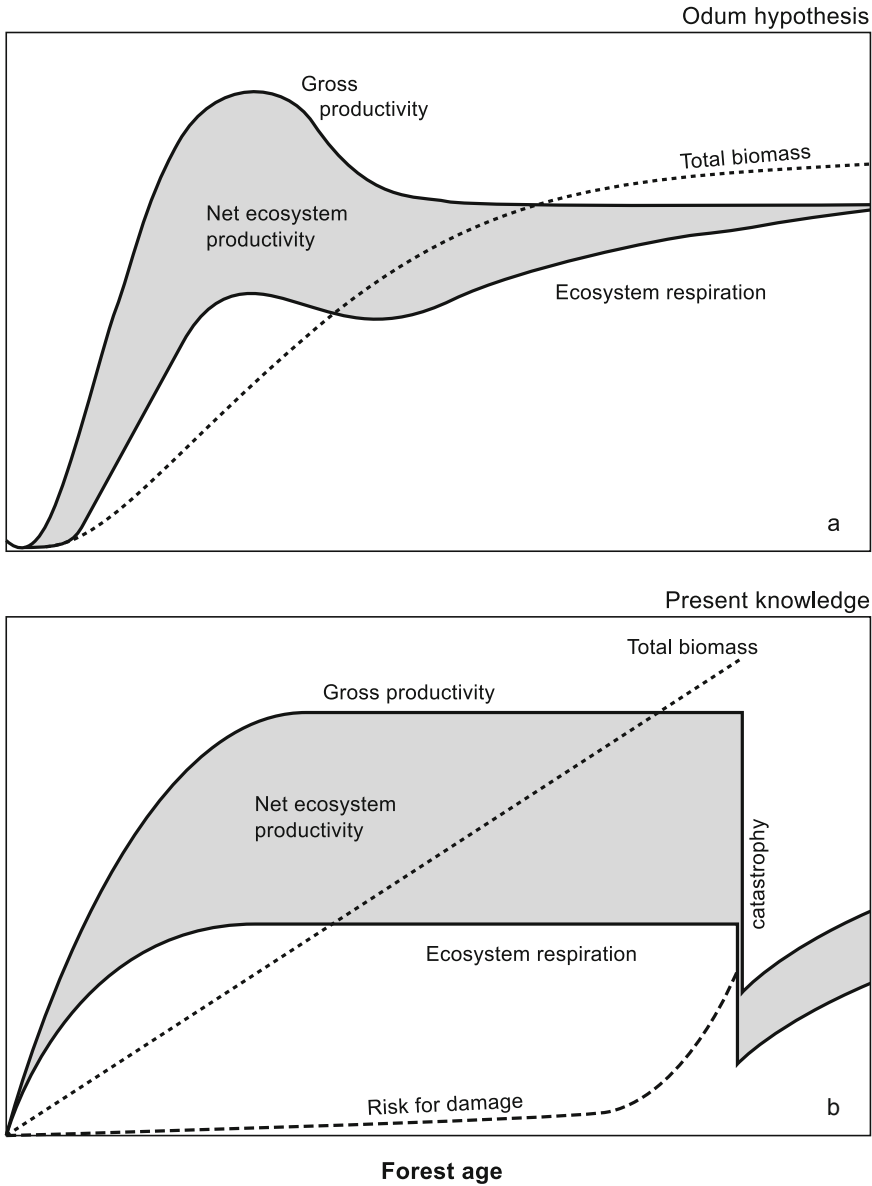 Odum hypothesis
Gross
productivity
Total biomass
Net ecosystem
productivity
Ecosystem respiration
a
Present knowledge
Total biomass
Gross productivity
Net ecosystem
productivity
catastrophy
Ecosystem respiration
Risk for damage
b
Forest age